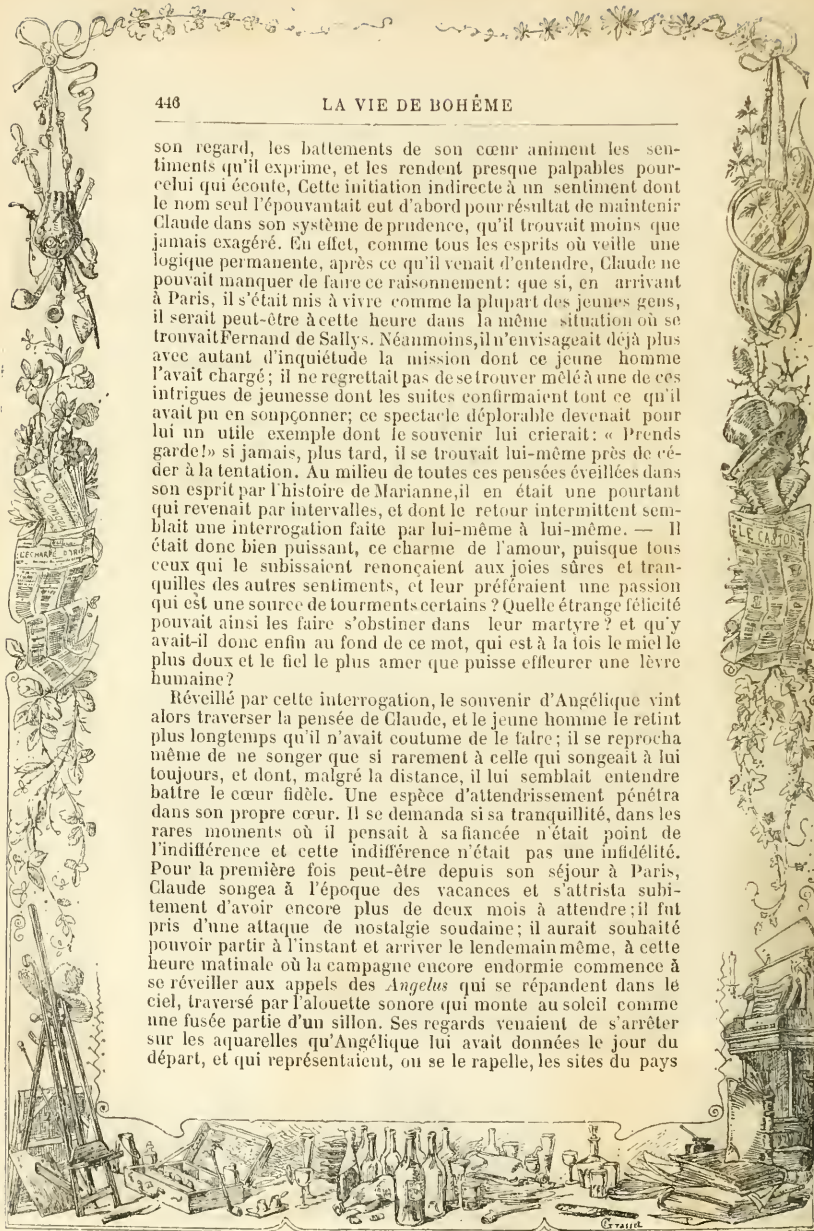 446 LA VIE DE BOHÊME
son regard, les battements de son cœur animent les sen-
timents qu'il exprime, et les rendent presque palpables pour-
celui qui écoute, Cette initiation indirecte à un sentiment dont
le nom seul l'épouvantait eut d'abord pour résultat de maintenir
Claude dans son système de prudence, qu'il trouvait moins que
jamais exagéré. En effet, comme tous les esprits où veille une
logique permanente, après ce qu'il venait d'entendre, Claude ne
pouvait manquer de faire ce raisonnement: que si, en arrivant
à Paris, il s'était mis à vivre comme la plupart des jeunes gens,
il serait peut-être à cette heure dans la même situation où se
trouvait Fernand de Sallys. Néanmoins, il n'envisageait déjà plus
avec autant d'inquiétude la mission dont ce jeune homme
l'avait chargé; il ne regrettait pas de se trouver mêlé à une de ces
intrigues de jeunesse dont les suites confirmaient tout ce qu'il
avait pu en soupçonner; ce spectacle déplorable devenait pour
lui un utile exemple dont le souvenir lui crierait: « Prends
garde!» si jamais, plus tard, il se trouvait lui-même près de cé-
der à la tentation. Au milieu de toutes ces pensées éveillées dans
son esprit par l'histoire de Marianne, il en était une pourtant
qui revenait par intervalles, et dont le retour intermittent sem-
blait une interrogation faite par lui-même à lui-même. — Il
était donc bien puissant, ce charme de l'amour, puisque tous
ceux qui le subissaient renonçaient aux joies sûres et tran-
quilles des autres sentiments, et leur préféraient une passion
qui est une source de tourments certains ? Quelle étrange félicité
pouvait ainsi les faire s'obstiner dans leur martyre ? et qu'y
avait-il donc enfin au fond de ce mot, qui est à la fois le miel le
plus doux et le fiel le plus amer que puisse effleurer une lèvre
humaine?
Réveillé par cette interrogation, le souvenir d'Angélique vint
alors traverser la pensée de Claude, et le jeune homme le retint
plus longtemps qu'il n'avait coutume de le faire; il se reprocha
même de ne songer que si rarement à celle qui songeait à lui
toujours, et dont, malgré la distance, il lui semblait entendre
battre le cœur fidèle. Une espèce d'attendrissement pénétra
dans son propre cœur. Il se demanda si sa tranquillité, dans les
rares moments où il pensait à sa fiancée n'était point de
l'indifférence et cette indifférence n'était pas une infidélité.
Pour la première fois peut-être depuis son séjour à Paris,
Claude songea à l'époque des vacances et s'attrista subi-
tement d'avoir encore plus de deux mois à attendre; il fut
pris d'une attaque de nostalgie soudaine; il aurait souhaité
pouvoir partir à l'instant et arriver le lendemain même, à cette
heure matinale où la campagne encore endormie commence à
se réveiller aux appels des Angelus qui se répandent dans le
ciel, traversé par l'alouette sonore qui monte au soleil comme
une fusée partie d'un sillon. Ses regards venaient de s'arrêter
sur les aquarelles qu'Angélique lui avait données le jour du
départ, et qui représentaient, on se le rapelle, les sites du pays
L'ECHARPE D'IRIS
LE CASTOR
Grasset